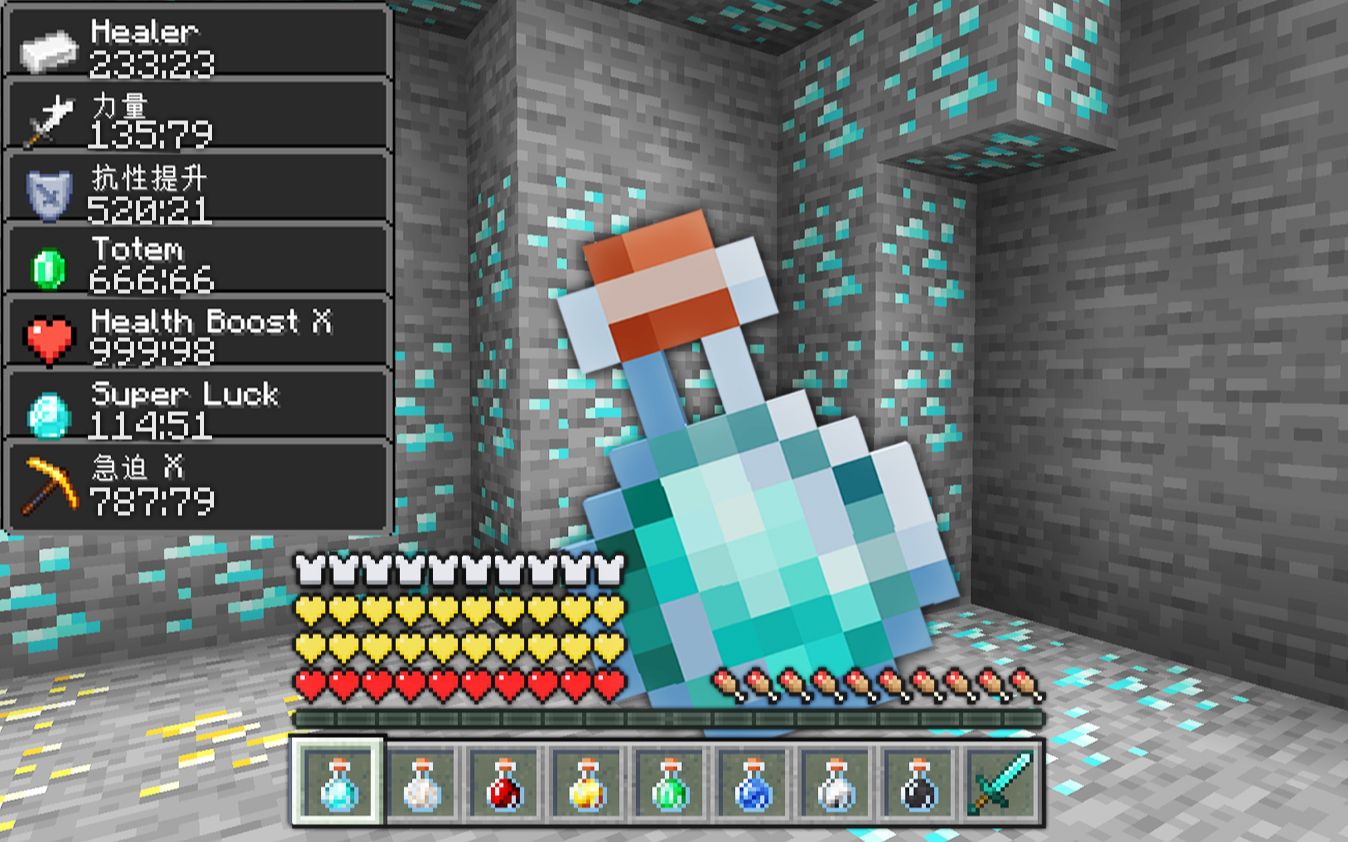 Healer
233:23
力量
135:79
抗性提升
520:21
Totem
666:66
Health Boost X
999:98
Super Luck
114:51
急迫 X
787:79